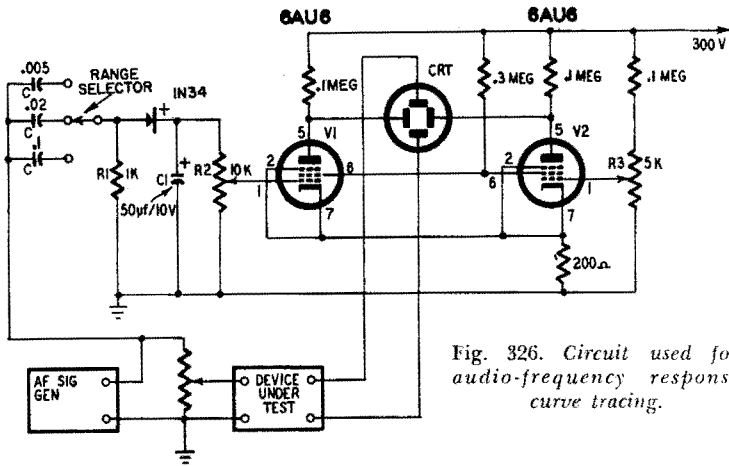 6AU6
6AU6
300 V
.005
C
RANGE
SELECTOR
.02
C
.1
C
IN34
+
R1
1K
C1
+
50µf/10V
R2
10K
.1MEG
CRT
.3 MEG
.1 MEG
.1 MEG
5
V1
2
1
6
7
5
V2
2
6
1
7
R3
5 K
200Ω
AF SIG
GEN
DEVICE
UNDER
TEST
Fig. 326. Circuit used fo
audio-frequency respons
curve tracing.